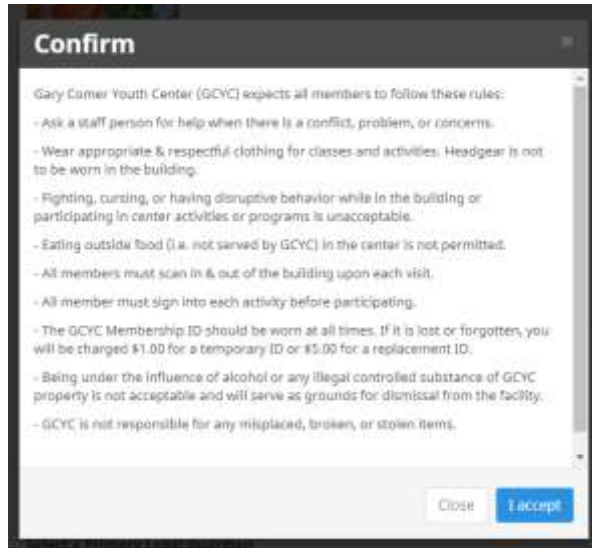 Confirm
Gary Comer Youth Center (GCYC) expects all members to follow these rules:
- Ask a staff person for help when there is a conflict, problem, or concerns.
- Wear appropriate & respectful clothing for classes and activities. Headgear is not
to be worn in the building.
- Fighting, cursing, or having disruptive behavior while in the building or
participating in center activities or programs is unacceptable.
- Eating outside food (i.e. not served by GCYC) in the center is not permitted.
- All members must scan in & out of the building upon each visit.
- All member must sign into each activity before participating.
- The GCYC Membership ID should be worn at all times. If it is lost or forgotten, you
will be charged $1.00 for a temporary ID or $5.00 for a replacement ID.
- Being under the influence of alcohol or any illegal controlled substance of GCYC
property is not acceptable and will serve as grounds for dismissal from the facility.
- GCYC is not responsible for any misplaced, broken, or stolen items.
Close
I accept